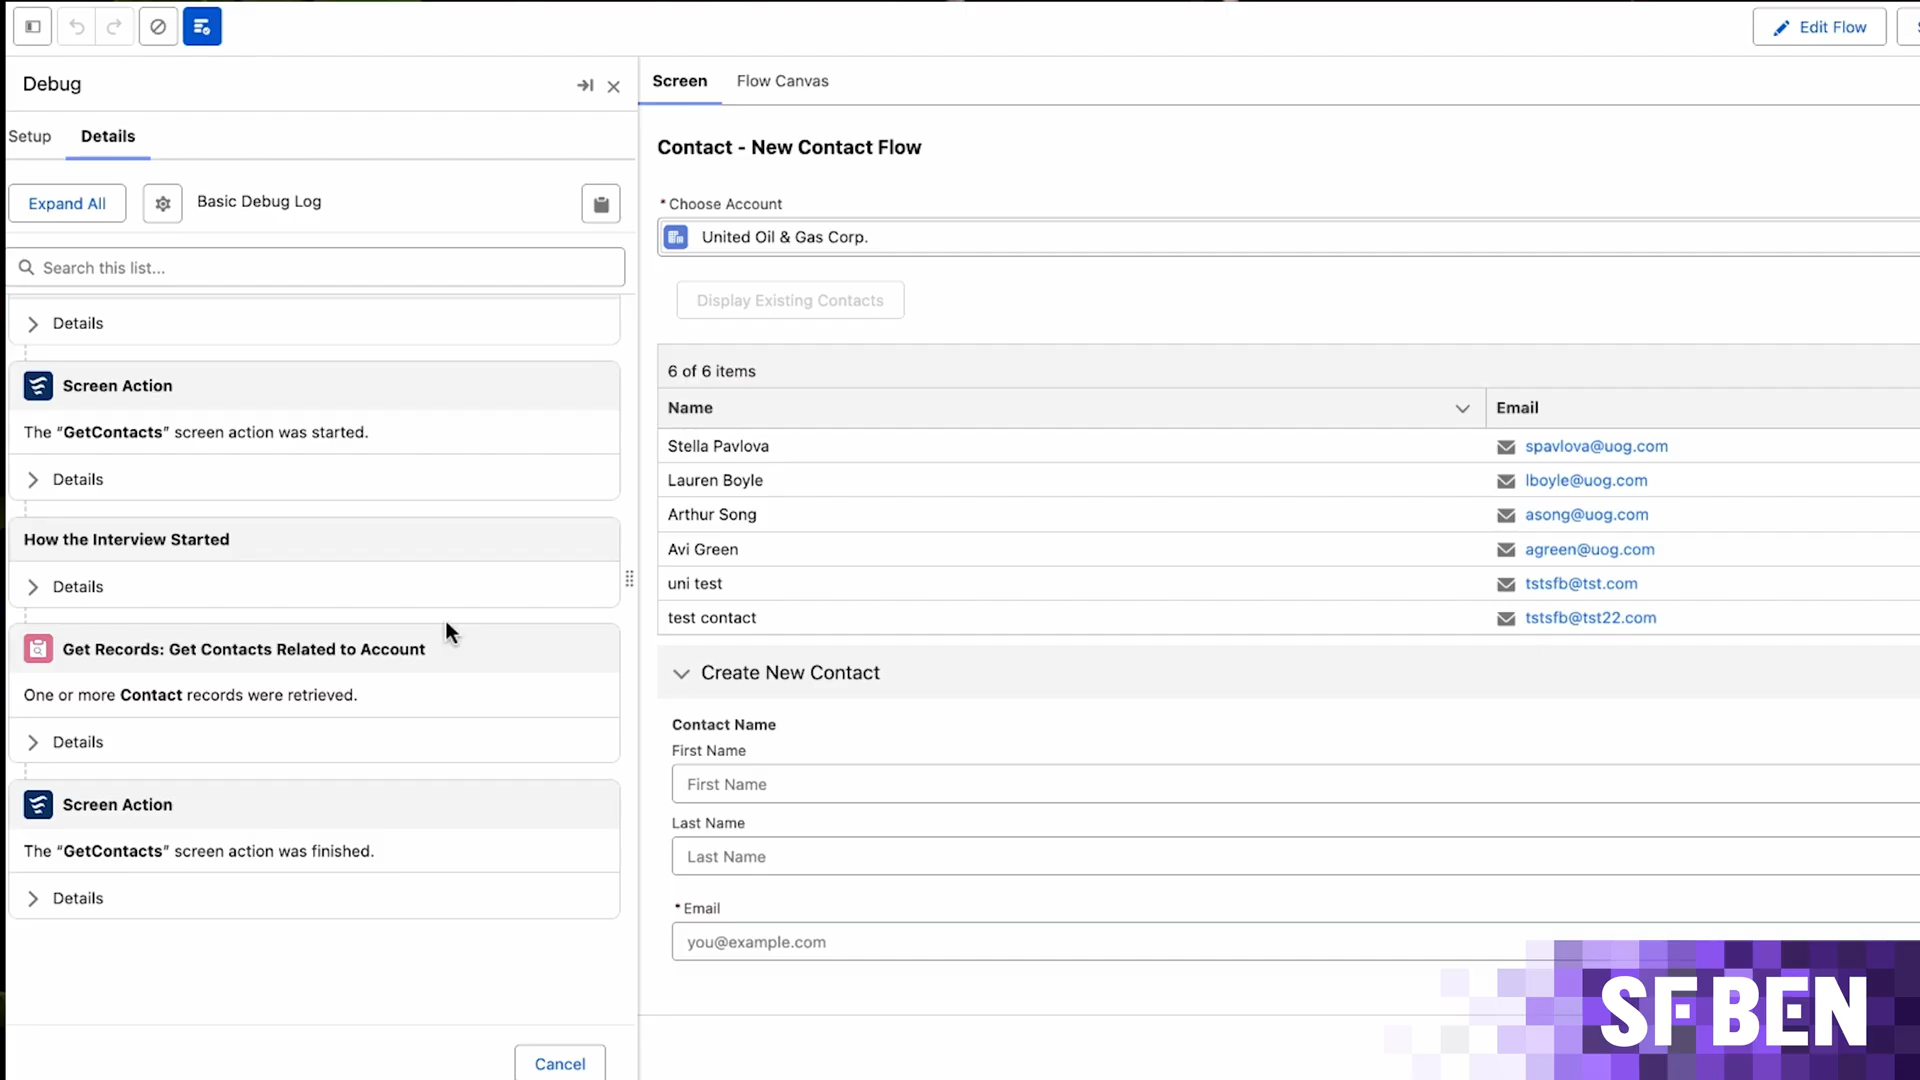 Edit Flow
Debug
Setup
Details
Expand All
Basic Debug Log
Search this list...
Details
Screen Action
The “GetContacts” screen action was started.
Details
How the Interview Started
Details
Get Records: Get Contacts Related to Account
One or more Contact records were retrieved.
Details
Screen Action
The “GetContacts” screen action was finished.
Details
Cancel
Screen
Flow Canvas
Contact - New Contact Flow
* Choose Account
United Oil & Gas Corp.
Display Existing Contacts
6 of 6 items
Name Email
Stella Pavlova spavlova@uog.com
Lauren Boyle lboyle@uog.com
Arthur Song asong@uog.com
Avi Green agreen@uog.com
uni test tstsfb@tst.com
test contact tstsfb@tst22.com
Create New Contact
Contact Name
First Name
First Name
Last Name
Last Name
* Email
you@example.com
SF BEN